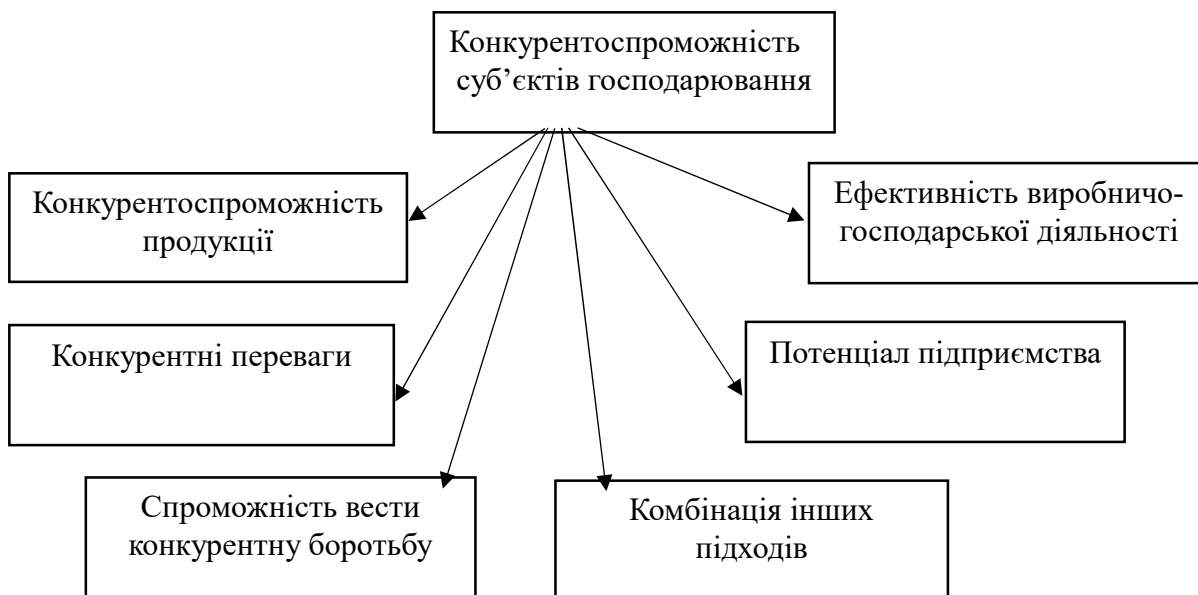 Конкурентоспроможність
суб’єктів господарювання
Конкурентоспроможність
продукції
Ефективність виробничо-
господарської діяльності
Конкурентні переваги
Потенціал підприємства
Спроможність вести
конкурентну боротьбу
Комбінація інших
підходів